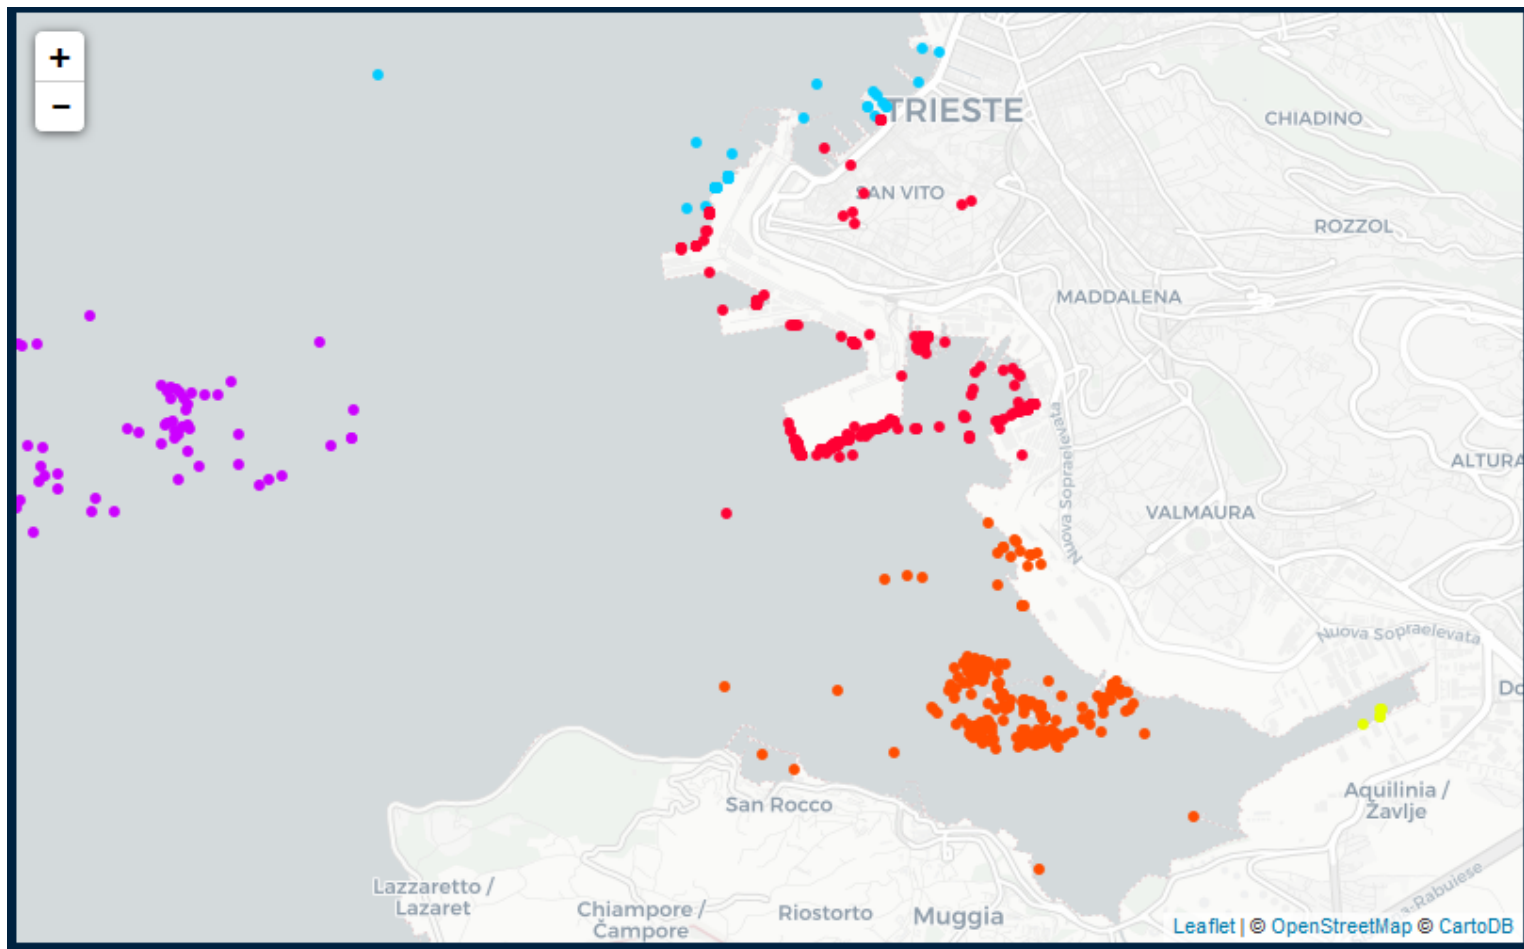 +
−
TRIESTE
CHIADINO
SAN VITO
ROZZOL
MADDALENA
Nuova Sopraelevata
ALTURA
VALMAURA
Nuova Sopraelevata
Do
Aquilinia /
Žavlje
San Rocco
Lazzaretto /
Lazaret
Chiampore /
Čampore
Riostorto
Muggia
a-Rabuiese
Leaflet | © OpenStreetMap © CartoDB